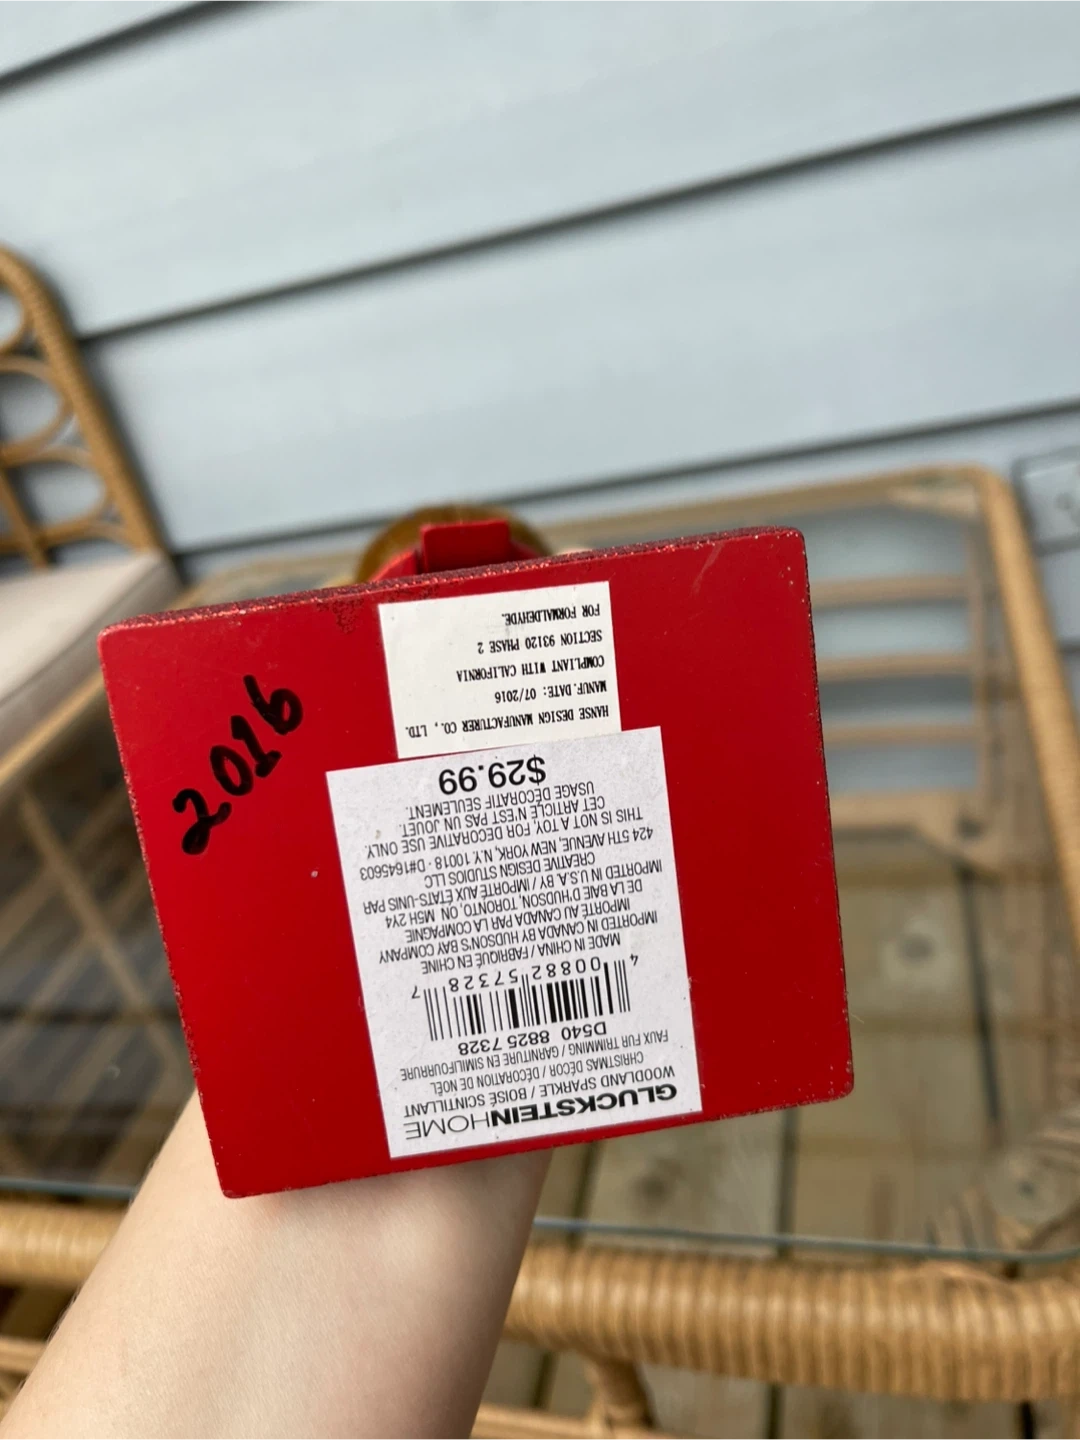 2016
GLUCKSTEINHOME
WOODLAND SPARKLE / BOISÉ SCINTILLANT
CHRISTMAS DÉCOR / DÉCORATION DE NOËL
FAUX FUR TRIMMING / GARNITURE EN SIMILIFOURRURE
D540 8825 7328
4 00882 57328 7
MADE IN CHINA / FABRIQUÉ EN CHINE
IMPORTED IN CANADA BY HUDSON'S BAY COMPANY
IMPORTÉ AU CANADA PAR LA COMPAGNIE
DE LA BAIE D'HUDSON, TORONTO, ON M5H 2Y4
IMPORTED IN U.S.A. BY / IMPORTÉ AUX ÉTATS-UNIS PAR
CREATIVE DESIGN STUDIOS LLC
424 5TH AVENUE, NEW YORK, N.Y. 10018 · D#1645603
THIS IS NOT A TOY, FOR DECORATIVE USE ONLY.
CET ARTICLE N'EST PAS UN JOUET.
USAGE DÉCORATIF SEULEMENT.
$29.99
HANSE DESIGN MANUFACTURER CO., LTD.
MANUF.DATE: 07/2016
COMPLIANT WITH CALIFORNIA
SECTION 93120 PHASE 2
FOR FORMALDEHYDE.